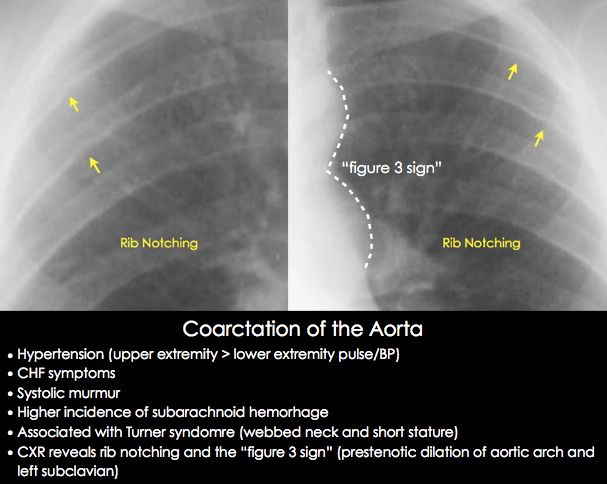 "figure 3 sign"
Rib Notching
Rib Notching
Coarctation of the Aorta
• Hypertension (upper extremity > lower extremity pulse/BP)
• CHF symptoms
• Systolic murmur
• Higher incidence of subarachnoid hemorhage
• Associated with Turner syndomre (webbed neck and short stature)
• CXR reveals rib notching and the “figure 3 sign” (prestenotic dilation of aortic arch and
left subclavian)